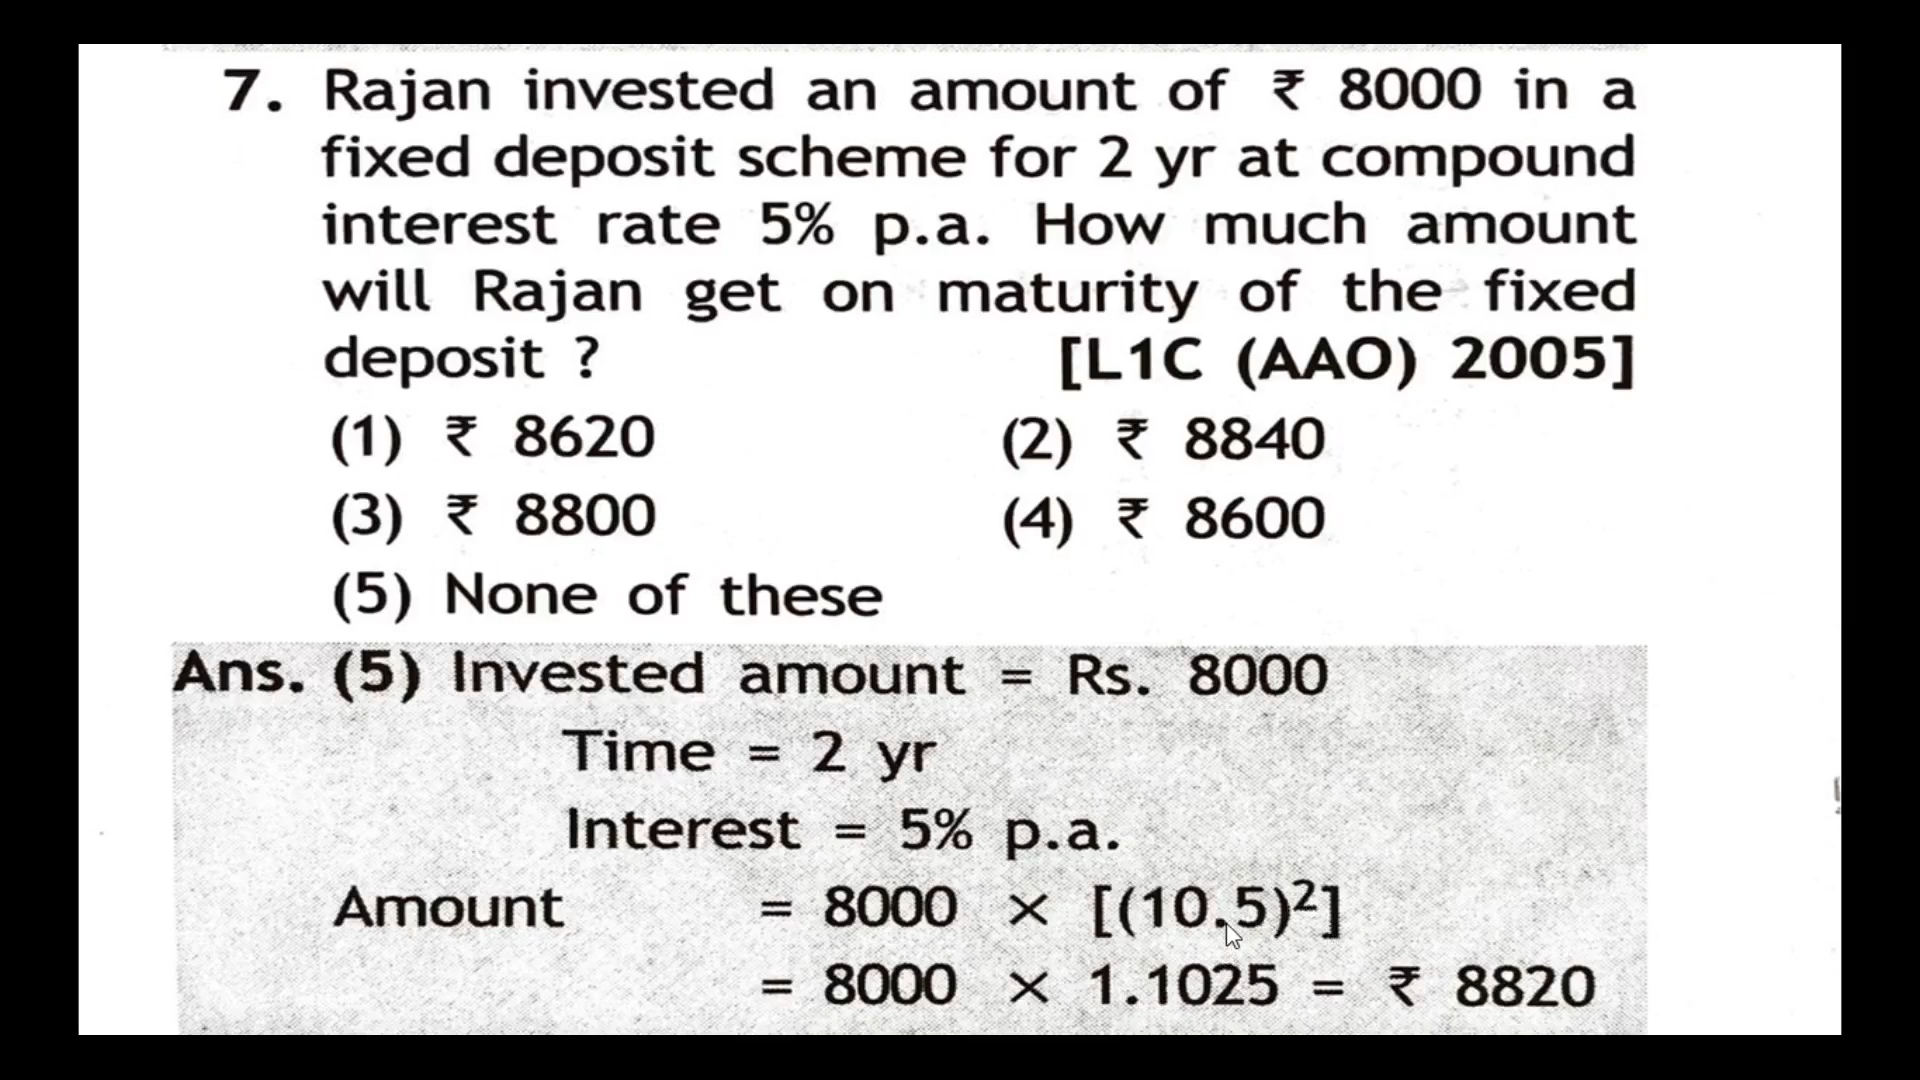 7. Rajan invested an amount of ₹ 8000 in a
fixed deposit scheme for 2 yr at compound
interest rate 5% p.a. How much amount
will Rajan get on maturity of the fixed
deposit ? [L1C (AAO) 2005]
(1) ₹ 8620 (2) ₹ 8840
(3) ₹ 8800 (4) ₹ 8600
(5) None of these
Ans. (5) Invested amount = Rs. 8000
Time = 2 yr
Interest = 5% p.a.
Amount = 8000 × [(10.5)²]
= 8000 × 1.1025 = ₹ 8820